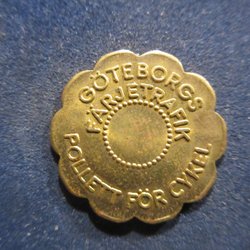 GÖTEBORGS
FÄRJETRAFIK
POLLETT FÖR CYKEL